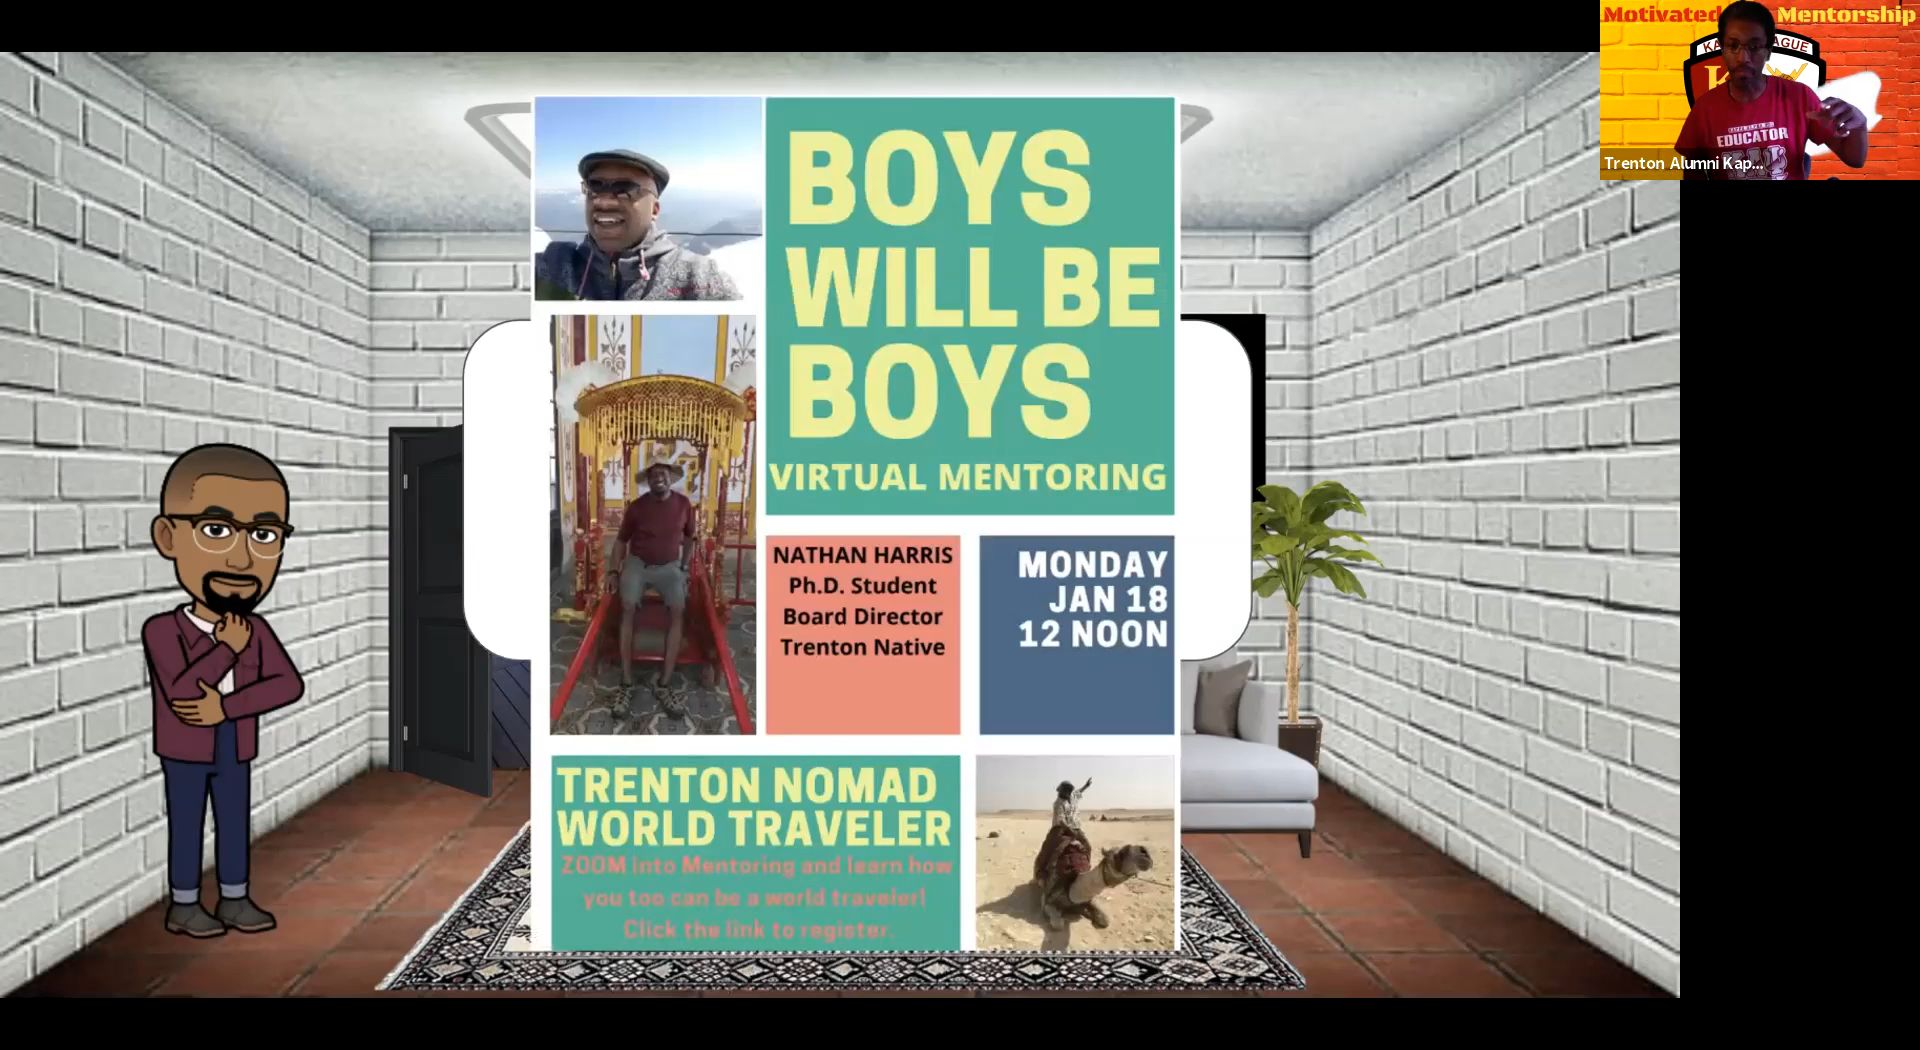 BOYS
WILL BE
BOYS
VIRTUAL MENTORING
NATHAN HARRIS
Ph.D. Student
Board Director
Trenton Native
MONDAY
JAN 18
12 NOON
TRENTON NOMAD
WORLD TRAVELER
ZOOM into Mentoring and learn how
you too can be a world traveler!
Click the link to register.
Motivated Mentorship
EDUCATOR
Trenton Alumni Kap...